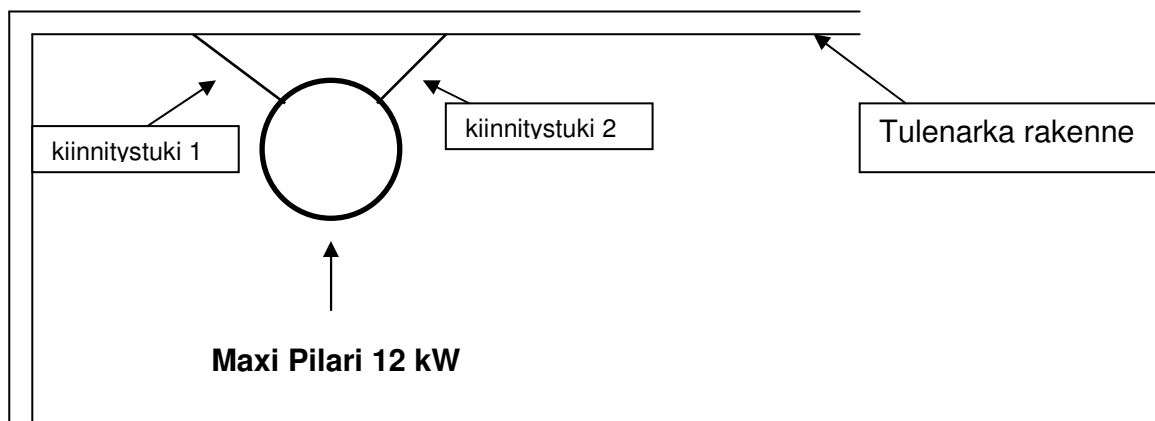 kiinnitystuki 1
kiinnitystuki 2
Tulenarka rakenne
Maxi Pilari 12 kW